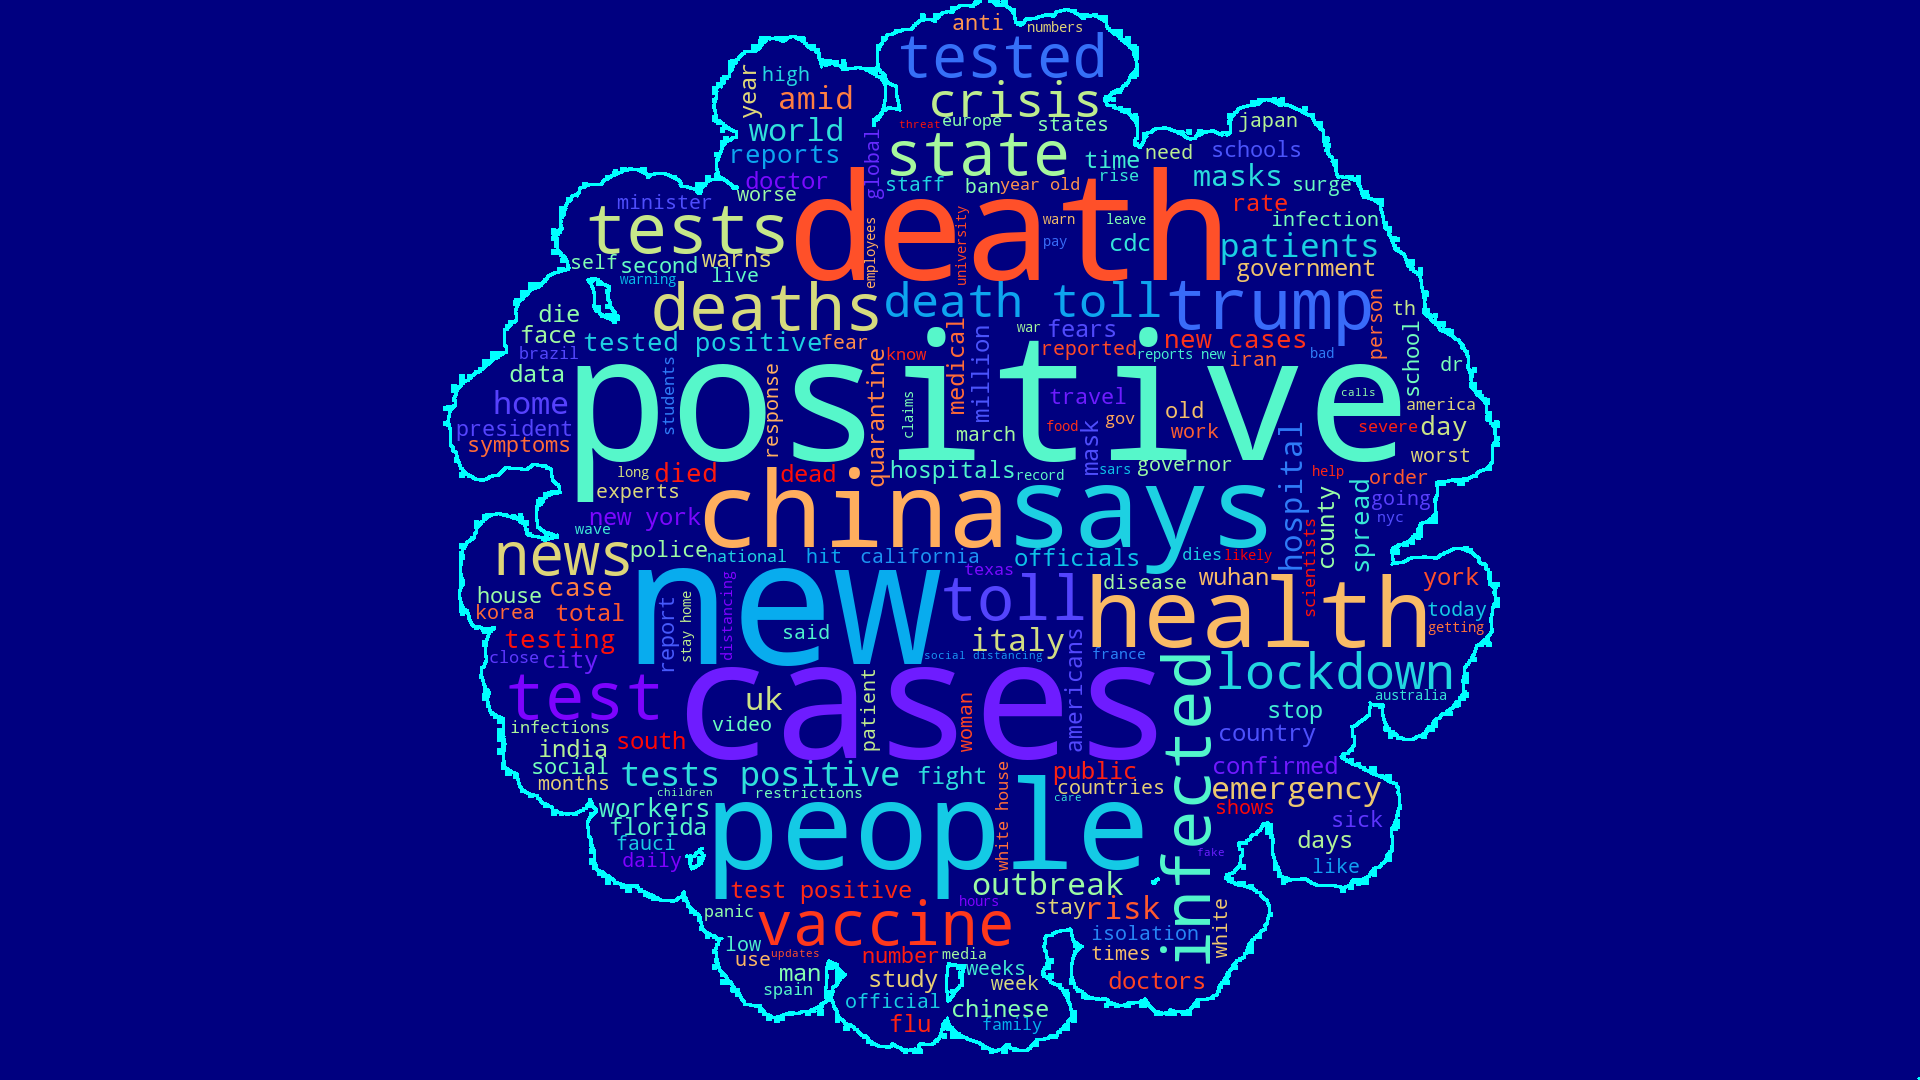 anti
numbers
tested
year
high
amid
crisis
world
threat
europe
states
japan
reports
global
state
time
need
schools
doctor
worse
staff
ban
year old
rise
masks
surge
minister
tests
death
employees
university
warn
leave
rate
infection
pay
cdc
patients
self
second
warns
live
warning
government
deaths
death toll
trump
person
th
die
face
brazil
tested positive
fear
medical
million
war
fears
reported
new cases
reports new
iran
bad
school
dr
data
students
response
quarantine
know
positive
calls
home
president
symptoms
claims
travel
march
food
mask
gov
old
work
america
severe
day
worst
long
died
dead
hospitals
record
sars
governor
hospital
help
order
experts
china
says
county
spread
going
nyc
new york
wave
news
police
national
hit
california
officials
dies
likely
scientists
house
case
korea
total
new
texas
toll
disease
wuhan
health
york
today
getting
testing
report
stay home
distancing
said
italy
americans
close
city
social distancing
france
infected
lockdown
australia
test
cases
uk
video
patient
woman
stop
country
infections
india
south
social
months
tests positive
children
restrictions
fight
white house
public
countries
care
confirmed
emergency
shows
workers
florida
fauci
daily
people
sick
days
fake
like
test positive
outbreak
hours
panic
vaccine
stay
risk
white
isolation
times
low
use
updates
man
spain
number
media
study
weeks
week
doctors
official
chinese
flu
family